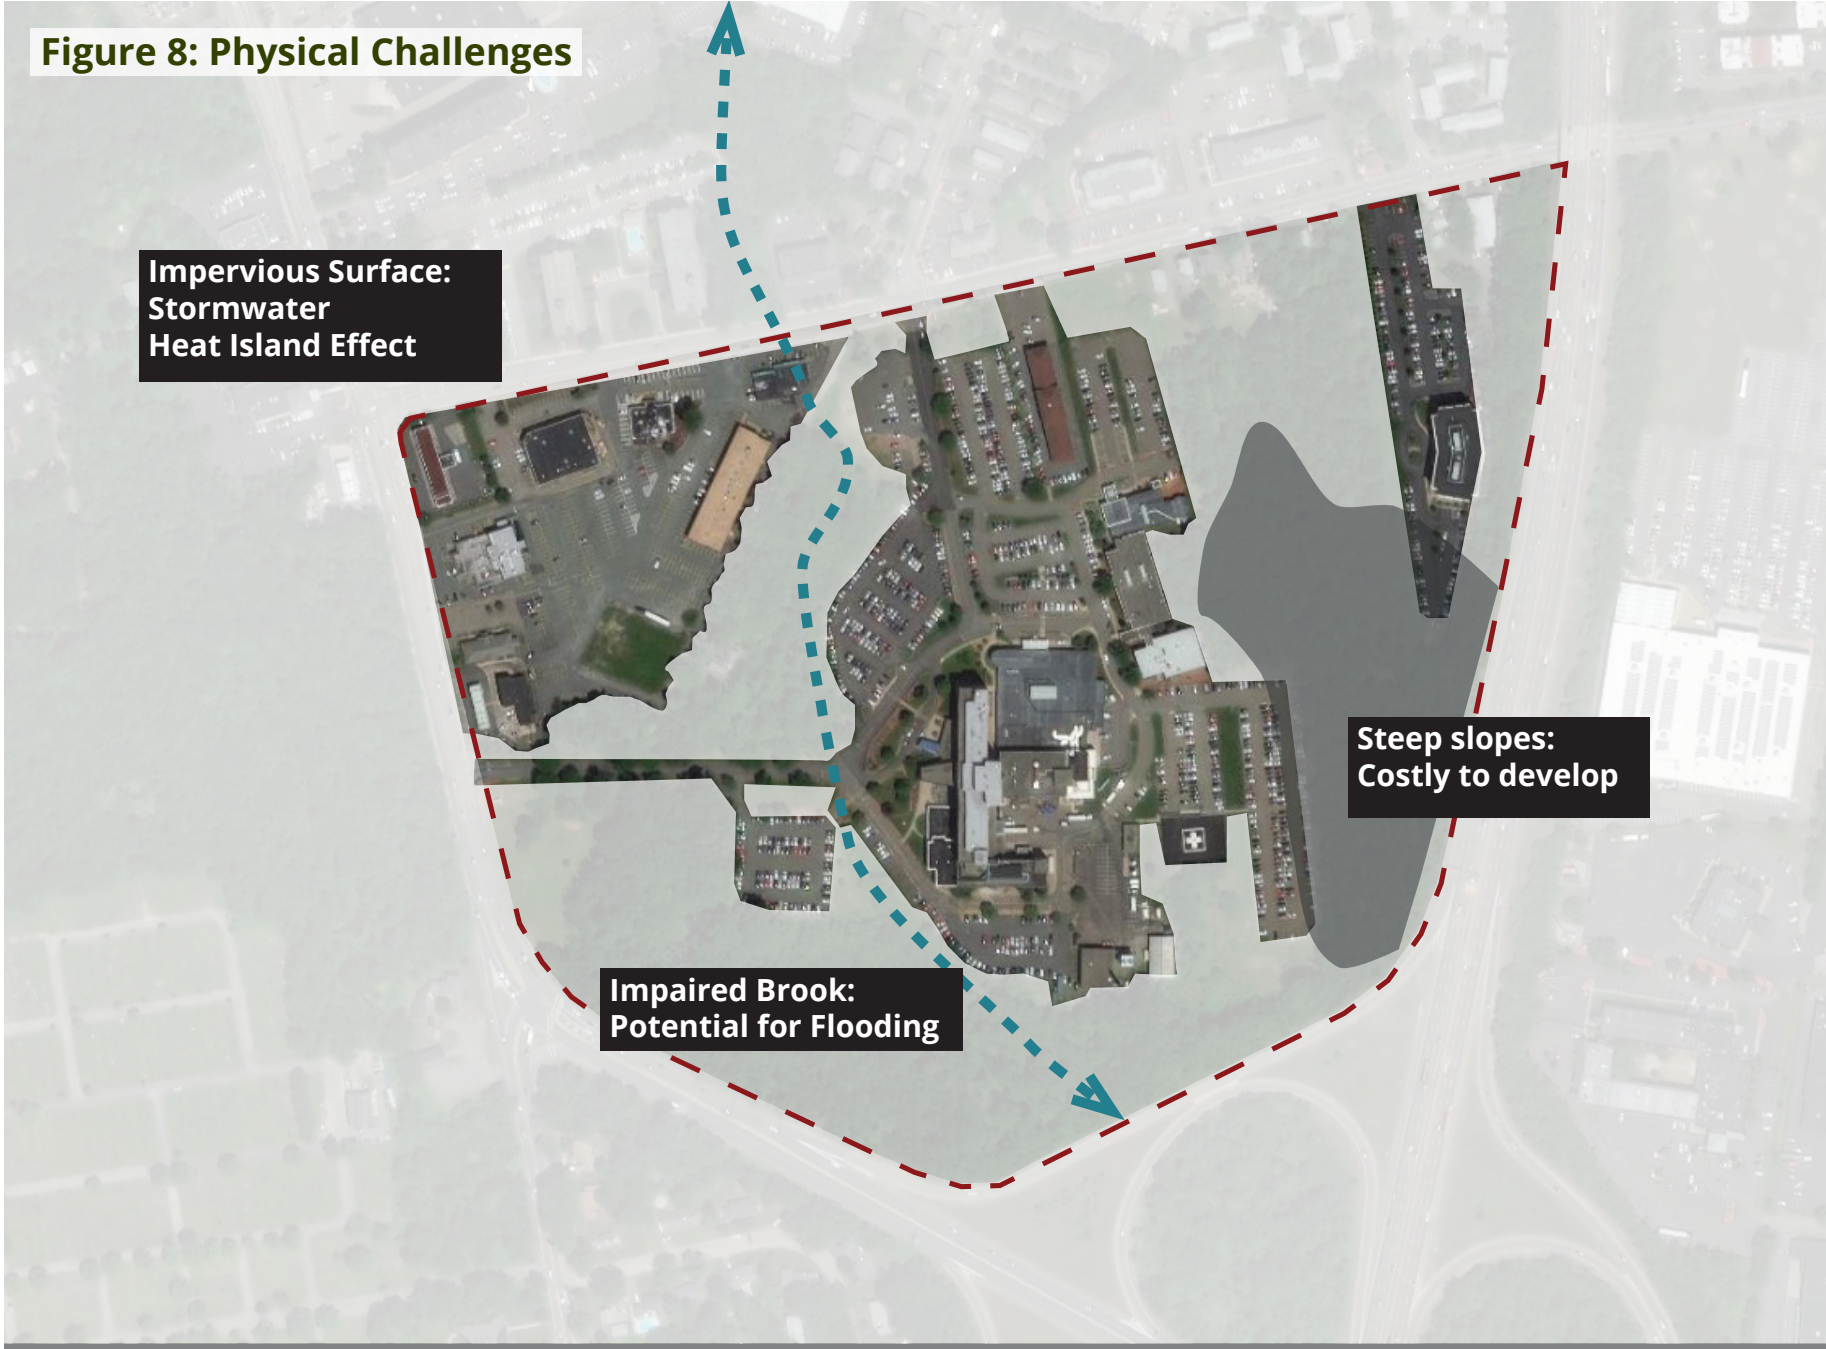 Figure 8: Physical Challenges
Impervious Surface:
Stormwater
Heat Island Effect
Steep slopes:
Costly to develop
Impaired Brook:
Potential for Flooding